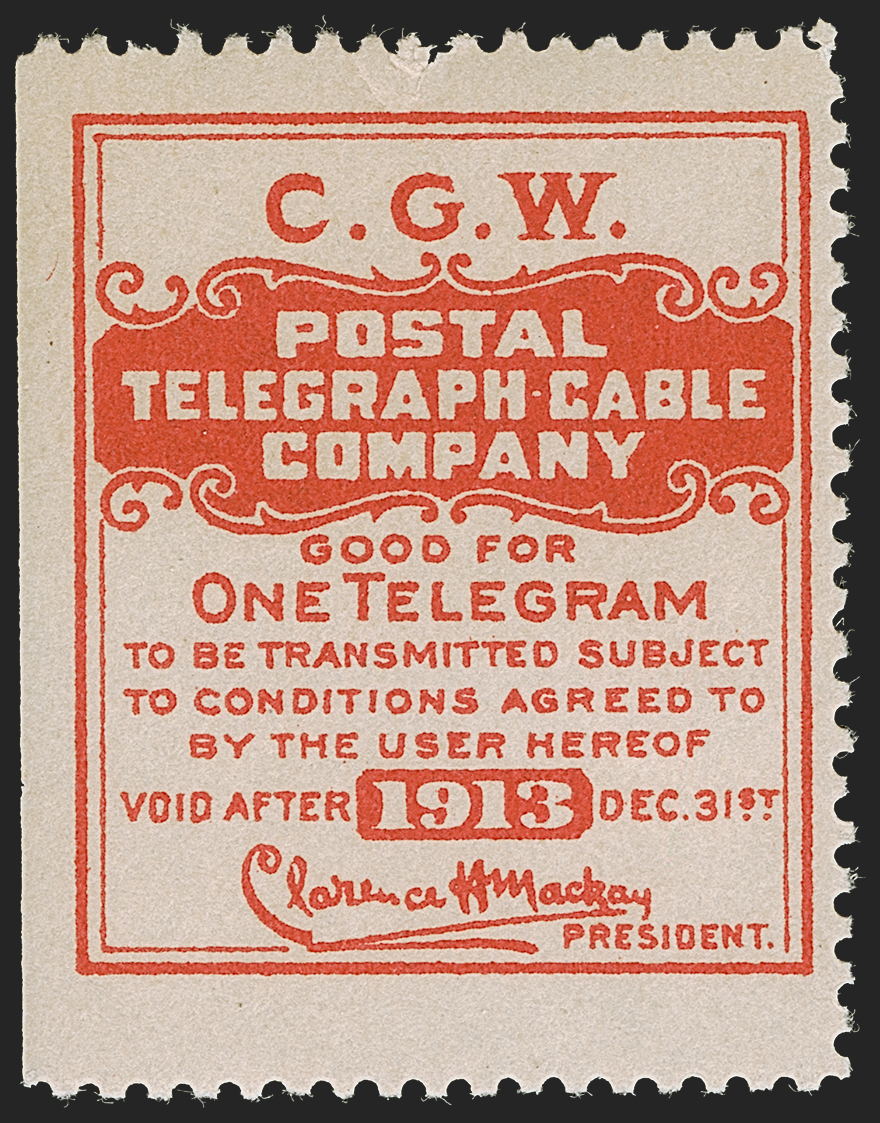 C. G. W.
POSTAL
TELEGRAPH-CABLE
COMPANY
GOOD FOR
ONE TELEGRAM
TO BE TRANSMITTED SUBJECT
TO CONDITIONS AGREED TO
BY THE USER HEREOF
VOID AFTER 1913 DEC. 31ST
Clarence H Mackay
PRESIDENT.